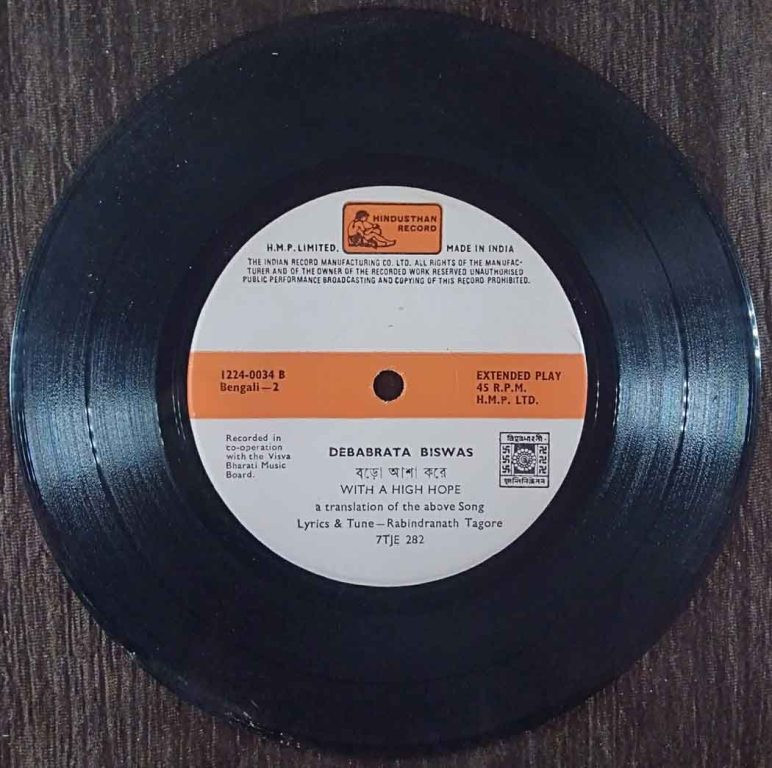 HINDUSTHAN
RECORD
H.M.P. LIMITED. MADE IN INDIA
THE INDIAN RECORD MANUFACTURING CO. LTD. ALL RIGHTS OF THE MANUFAC-
TURER AND OF THE OWNER OF THE RECORDED WORK RESERVED UNAUTHORISED
PUBLIC PERFORMANCE BROADCASTING AND COPYING OF THIS RECORD PROHIBITED.
1224-0034 B
Bengali—2
EXTENDED PLAY
45 R.P.M.
H.M.P. LTD.
Recorded in
co-operation
with the Visva
Bharati Music
Board.
DEBABRATA BISWAS
বড়ো আশা করে
WITH A HIGH HOPE
a translation of the above Song
Lyrics & Tune—Rabindranath Tagore
7TJE 282